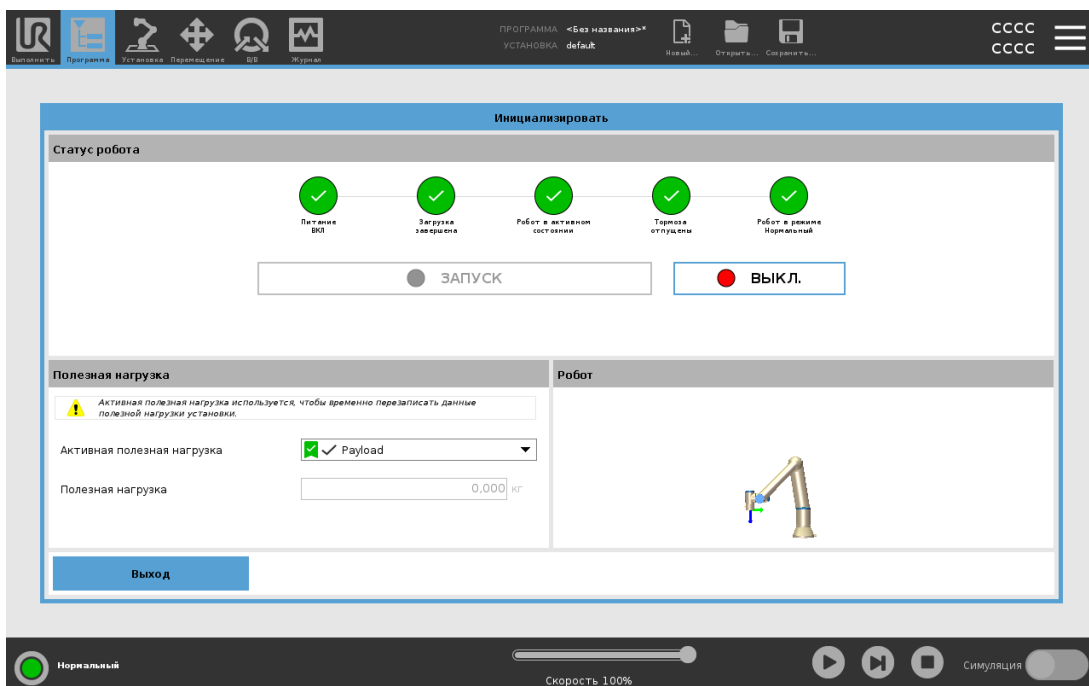 UR
ПРОГРАММА <Без названия>*
УСТАНОВКА default
Выполнить Программа Установка Перемещение В/В Журнал
Новый... Открыть... Сохранить...
CCCC
CCCC
Инициализировать
Статус робота
Питание ВКЛ
Загрузка завершена
Робот в активном состоянии
Тормоза отпущены
Робот в режиме Нормальный
ЗАПУСК
ВЫКЛ.
Полезная нагрузка
Активная полезная нагрузка используется, чтобы временно перезаписать данные
полезной нагрузки установки.
Активная полезная нагрузка Payload
Полезная нагрузка 0,000 кг
Робот
Выход
Нормальный
Скорость 100%
Симуляция